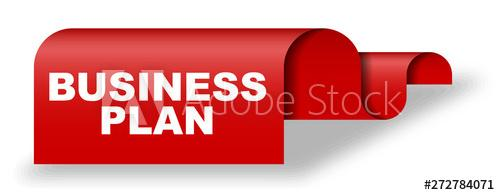 BUSINESS
PLAN
Adobe Stock
#272784071